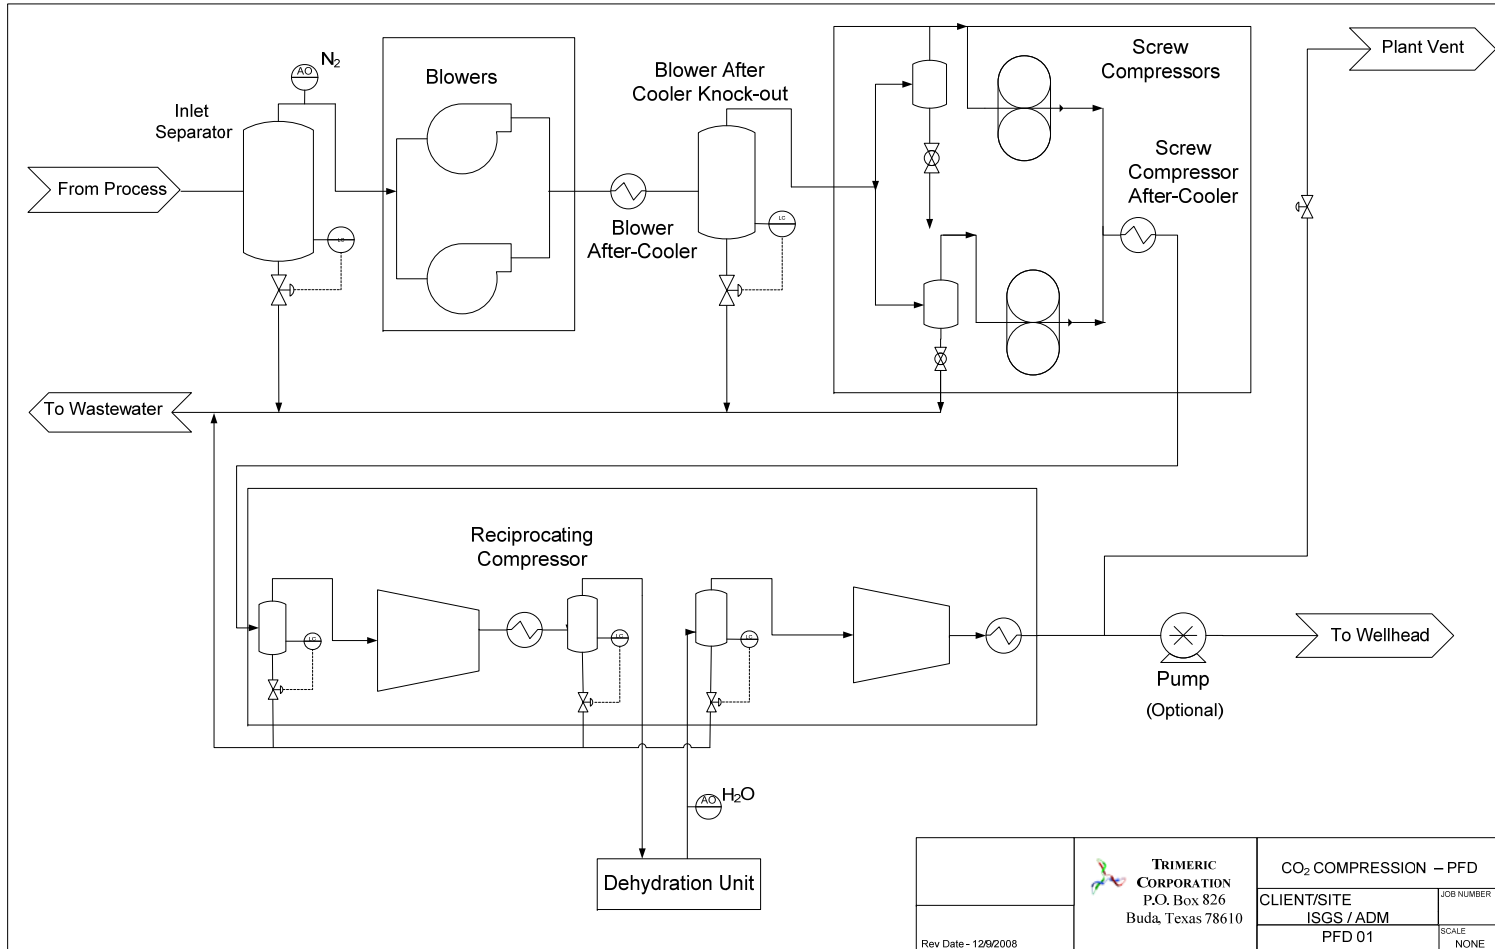 AO
N₂
Inlet
Separator
Blowers
Blower After
Cooler Knock-out
Screw
Compressors
Plant Vent
From Process
LC
Blower
After-Cooler
LC
Screw
Compressor
After-Cooler
To Wastewater
Reciprocating
Compressor
LC
LC
LC
To Wellhead
Pump
(Optional)
AO
H₂O
Dehydration Unit
TRIMERIC
CORPORATION
P.O. Box 826
Buda, Texas 78610
CO₂ COMPRESSION – PFD
CLIENT/SITE
ISGS / ADM
JOB NUMBER
PFD 01
SCALE
NONE
Rev Date - 12/9/2008